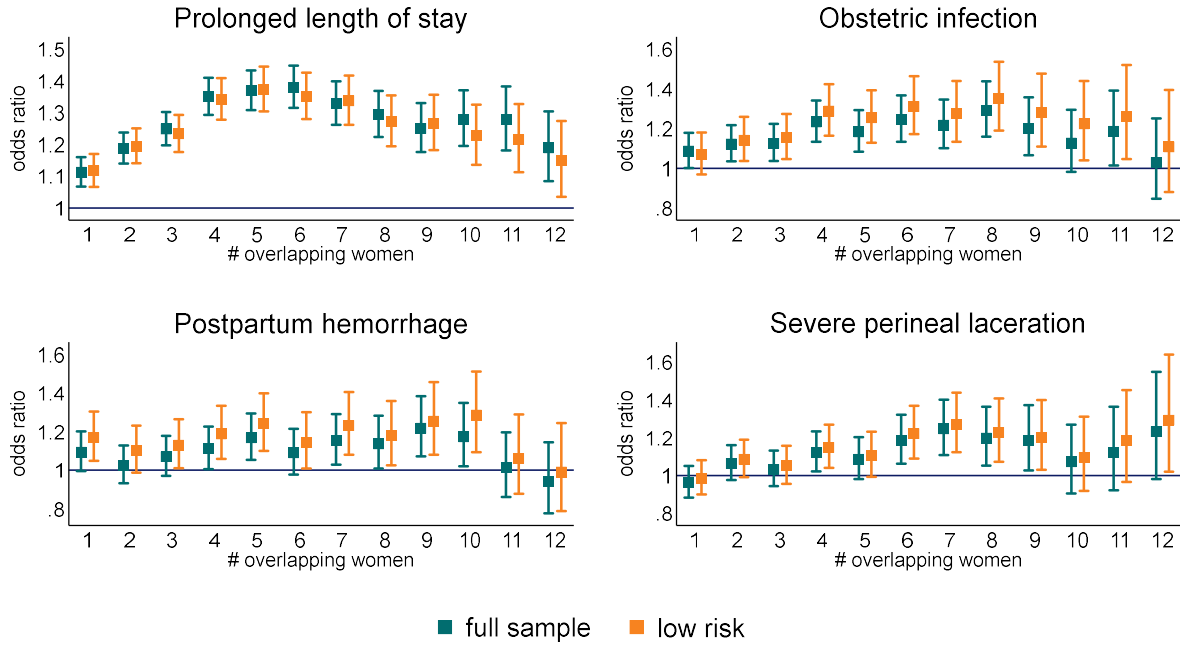 Prolonged length of stay
odds ratio
1.5
1.4
1.3
1.2
1.1
1
1 2 3 4 5 6 7 8 9 10 11 12
# overlapping women
Obstetric infection
odds ratio
1.6
1.4
1.2
1
.8
1 2 3 4 5 6 7 8 9 10 11 12
# overlapping women
Postpartum hemorrhage
odds ratio
1.6
1.4
1.2
1
.8
1 2 3 4 5 6 7 8 9 10 11 12
# overlapping women
Severe perineal laceration
odds ratio
1.6
1.4
1.2
1
.8
1 2 3 4 5 6 7 8 9 10 11 12
# overlapping women
full sample low risk